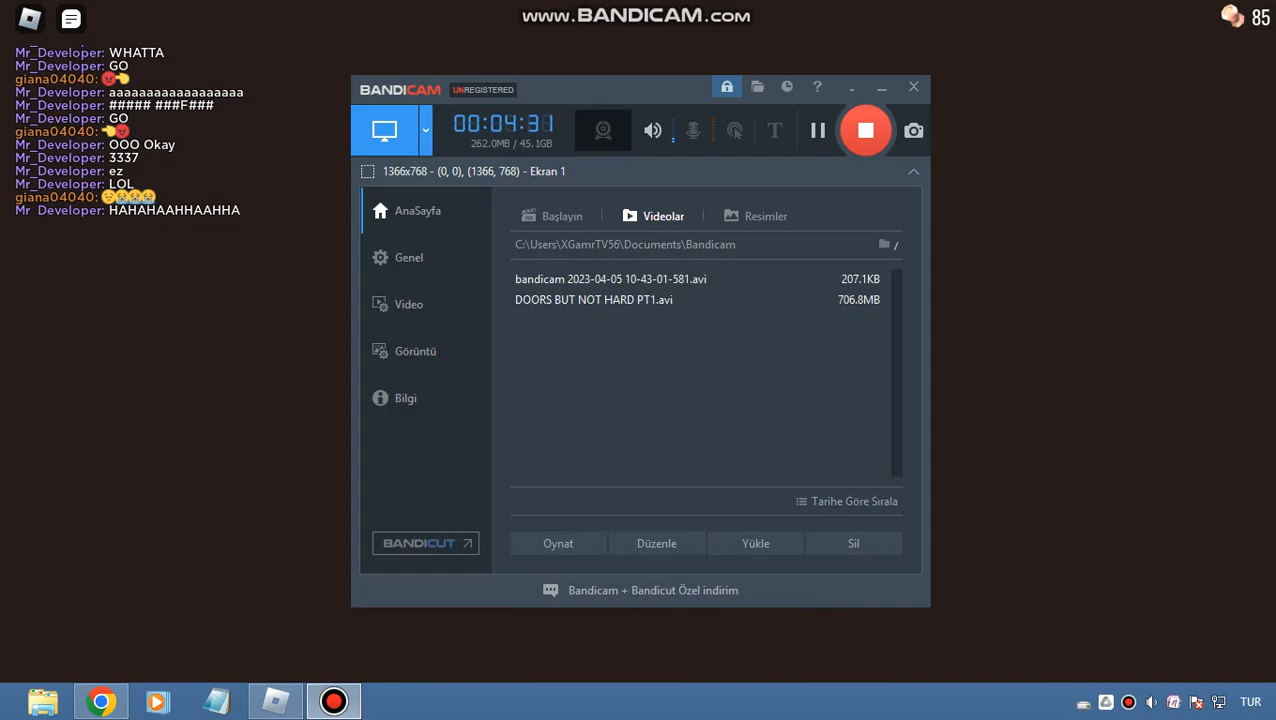 www.BANDICAM.com
85
Mr_Developer: WHATTA
Mr_Developer: GO
giana04040: 😡👈
Mr_Developer: aaaaaaaaaaaaaaaaaa
Mr_Developer: ##### ###F###
Mr_Developer: GO
giana04040: 👈😡
Mr_Developer: OOO Okay
Mr_Developer: 3337
Mr_Developer: ez
Mr_Developer: LOL
giana04040: 😔😭😭😭
Mr_Developer: HAHAHAAHHAAHHA
BANDICAM UNREGISTERED
00:04:31
262.0MB / 45.1GB
1366x768 - (0, 0), (1366, 768) - Ekran 1
AnaSayfa
Genel
Video
Görüntü
Bilgi
BANDICUT
Başlayın
Videolar
Resimler
C:\Users\XGamrTV56\Documents\Bandicam
bandicam 2023-04-05 10-43-01-581.avi 207.1KB
DOORS BUT NOT HARD PT1.avi 706.8MB
Tarihe Göre Sırala
Oynat
Düzenle
Yükle
Sil
Bandicam + Bandicut Özel indirim
TUR